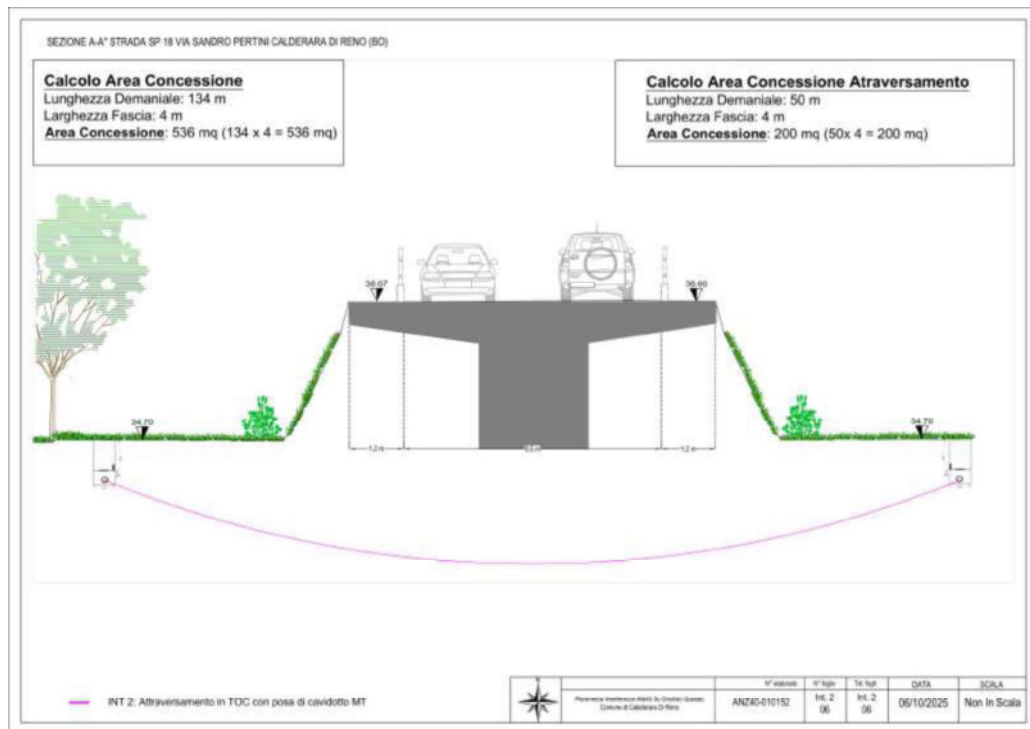 SEZIONE A-A" STRADA SP 18 VIA SANDRO PERTINI CALDERARA DI RENO (BO)
Calcolo Area Concessione
Lunghezza Demaniale: 134 m
Larghezza Fascia: 4 m
Area Concessione: 536 mq (134 x 4 = 536 mq)
Calcolo Area Concessione Atraversamento
Lunghezza Demaniale: 50 m
Larghezza Fascia: 4 m
Area Concessione: 200 mq (50x 4 = 200 mq)
34.70
34.70
INT 2: Attraversamento in TOC con posa di cavidotto MT
Comune di Calderara Di Reno
N° elaborato
ANZ40-010152
N° foglio
Int. 2
06
Tot. fogli
Int. 2
06
DATA
06/10/2025
SCALA
Non In Scala